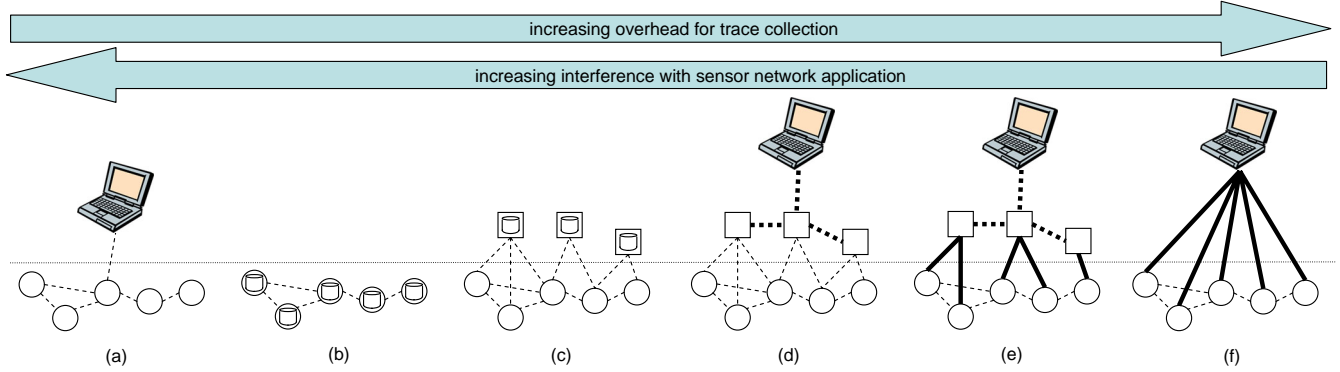 increasing overhead for trace collection
increasing interference with sensor network application
(a)
(b)
(c)
(d)
(e)
(f)